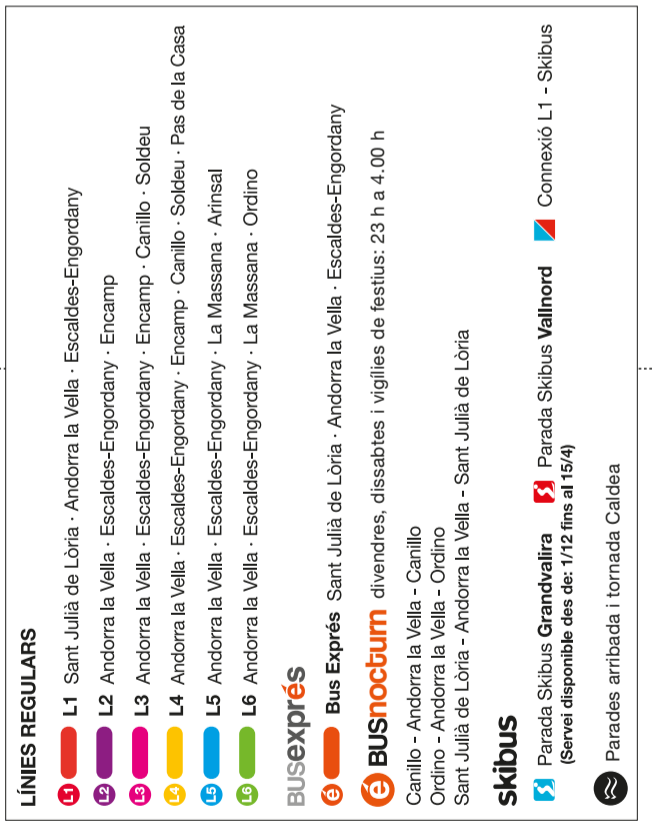 LÍNIES REGULARS
L1 L1 Sant Julià de Lòria · Andorra la Vella · Escaldes-Engordany
L2 L2 Andorra la Vella · Escaldes-Engordany · Encamp
L3 L3 Andorra la Vella · Escaldes-Engordany · Encamp · Canillo · Soldeu
L4 L4 Andorra la Vella · Escaldes-Engordany · Encamp · Canillo · Soldeu · Pas de la Casa
L5 L5 Andorra la Vella · Escaldes-Engordany · La Massana · Arinsal
L6 L6 Andorra la Vella · Escaldes-Engordany · La Massana · Ordino
BUSexprés
é Bus Exprés Sant Julià de Lòria · Andorra la Vella · Escaldes-Engordany
é BUSnocturn divendres, dissabtes i vigílies de festius: 23 h a 4.00 h
Canillo - Andorra la Vella - Canillo
Ordino - Andorra la Vella - Ordino
Sant Julià de Lòria - Andorra la Vella - Sant Julià de Lòria
skibus
Parada Skibus Grandvalira Parada Skibus Vallnord Connexió L1 - Skibus
(Servei disponible des de: 1/12 fins al 15/4)
Parades arribada i tornada Caldea